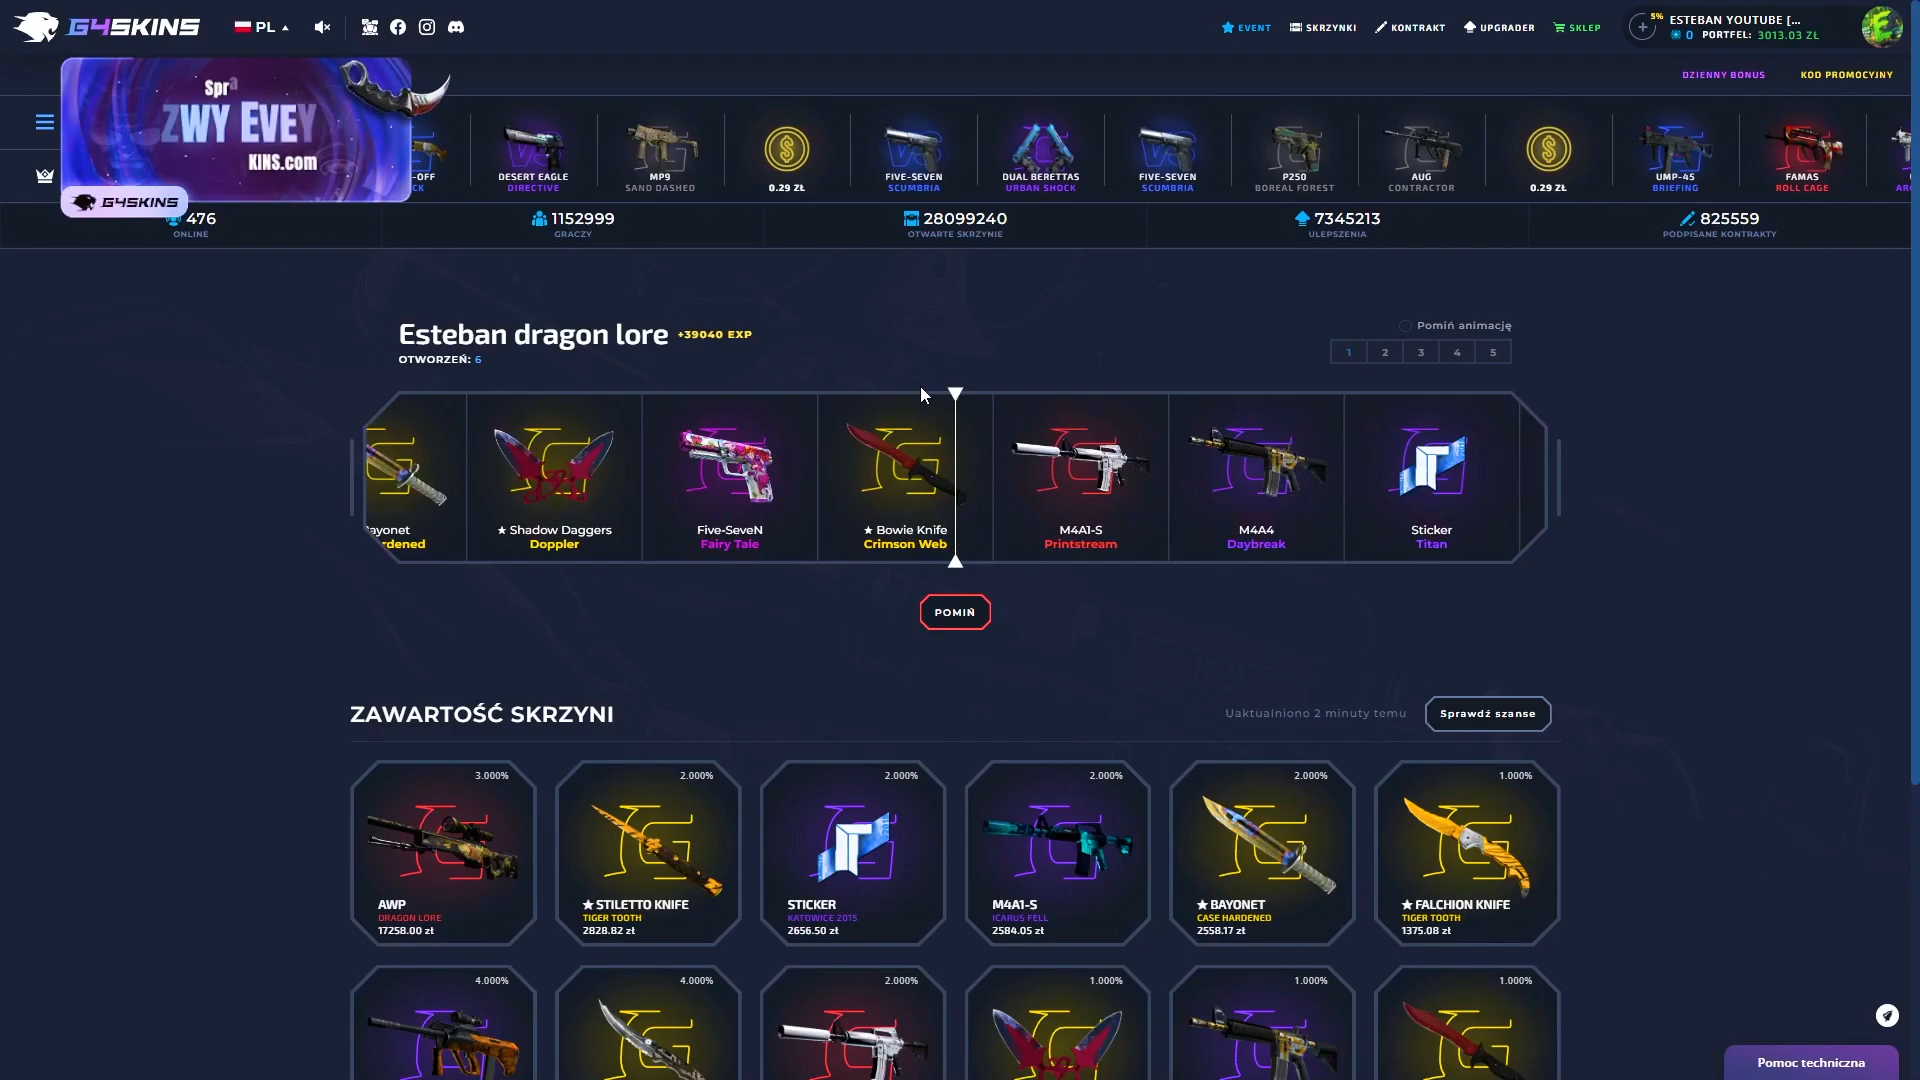 G4SKINS
PL
EVENT
SKRZYNKI
KONTRAKT
UPGRADER
SKLEP
5%
ESTEBAN YOUTUBE [...
0 PORTFEL: 3013.03 ZŁ
DZIENNY BONUS
KOD PROMOCYJNY
Spra
ZWY EVEY
KINS.com
G4SKINS
-OFF
CK
DESERT EAGLE
DIRECTIVE
MP9
SAND DASHED
0.29 ZŁ
FIVE-SEVEN
SCUMBRIA
DUAL BERETTAS
URBAN SHOCK
FIVE-SEVEN
SCUMBRIA
P250
BOREAL FOREST
AUG
CONTRACTOR
0.29 ZŁ
UMP-45
BRIEFING
FAMAS
ROLL CAGE
476
ONLINE
1152999
GRACZY
28099240
OTWARTE SKRZYNIE
7345213
ULEPSZENIA
825559
PODPISANE KONTRAKTY
Esteban dragon lore +39040 EXP
OTWORZEŃ: 6
Pomiń animację
1 2 3 4 5
ayonet
rdened
★ Shadow Daggers
Doppler
Five-SeveN
Fairy Tale
★ Bowie Knife
Crimson Web
M4A1-S
Printstream
M4A4
Daybreak
Sticker
Titan
POMIŃ
ZAWARTOŚĆ SKRZYNI
Uaktualniono 2 minuty temu
Sprawdź szanse
3.000%
AWP
DRAGON LORE
17258.00 zł
2.000%
★ STILETTO KNIFE
TIGER TOOTH
2828.82 zł
2.000%
STICKER
KATOWICE 2015
2656.50 zł
2.000%
M4A1-S
ICARUS FELL
2584.05 zł
2.000%
★ BAYONET
CASE HARDENED
2558.17 zł
1.000%
★ FALCHION KNIFE
TIGER TOOTH
1375.08 zł
4.000%
4.000%
2.000%
1.000%
1.000%
1.000%
Pomoc techniczna